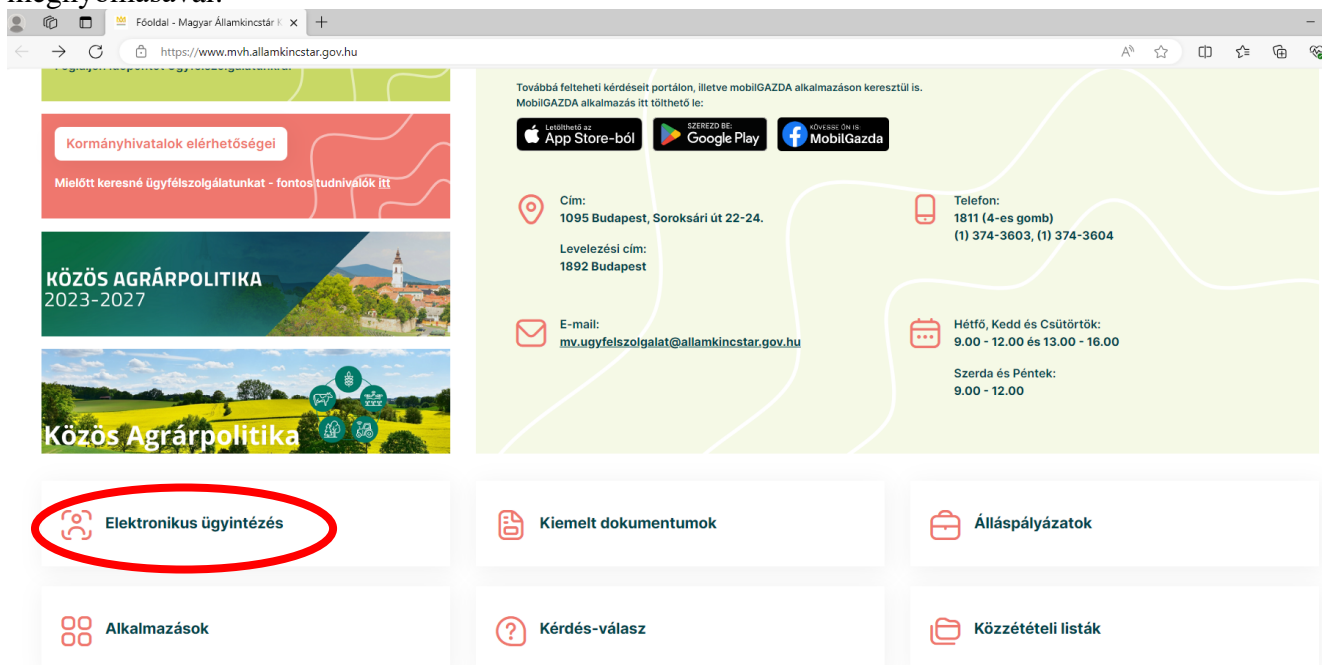 megnyomásával.
Főoldal - Magyar Államkincstár K
https://www.mvh.allamkincstar.gov.hu
Kormányhivatalok elérhetőségei
Mielőtt keresné ügyfélszolgálatunkat - fontos tudnivalók itt
KÖZÖS AGRÁRPOLITIKA
2023-2027
Közös Agrárpolitika
Továbbá felteheti kérdéseit portálon, illetve mobilGAZDA alkalmazáson keresztül is.
MobilGAZDA alkalmazás itt tölthető le:
Letölthető az
App Store-ból
SZEREZD BE:
Google Play
KÖVESSE ÖN IS
MobilGazda
Cím:
1095 Budapest, Soroksári út 22-24.
Levelezési cím:
1892 Budapest
Telefon:
1811 (4-es gomb)
(1) 374-3603, (1) 374-3604
E-mail:
mv.ugyfelszolgalat@allamkincstar.gov.hu
Hétfő, Kedd és Csütörtök:
9.00 - 12.00 és 13.00 - 16.00
Szerda és Péntek:
9.00 - 12.00
Elektronikus ügyintézés
Kiemelt dokumentumok
Álláspályázatok
Alkalmazások
Kérdés-válasz
Közzétételi listák